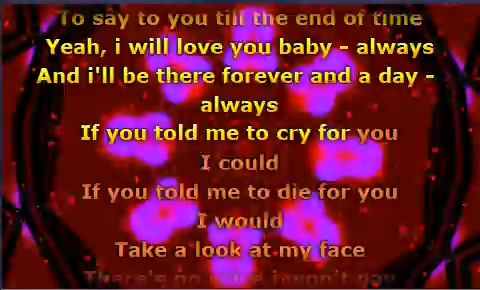 To say to you till the end of time
Yeah, i will love you baby - always
And i'll be there forever and a day -
always
If you told me to cry for you
I could
If you told me to die for you
I would
Take a look at my face
There's no